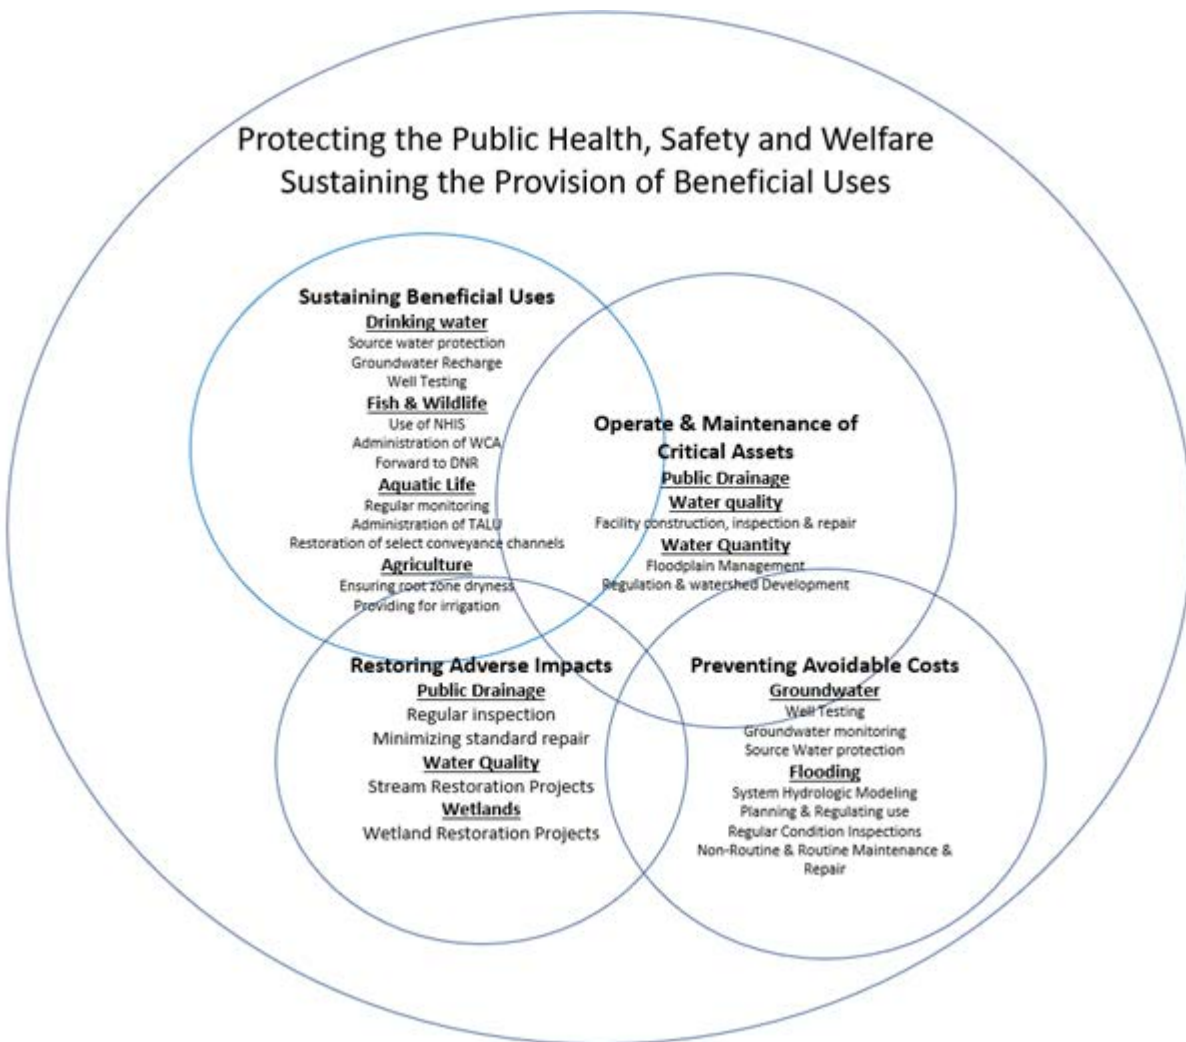 Protecting the Public Health, Safety and Welfare
Sustaining the Provision of Beneficial Uses
Sustaining Beneficial Uses
Drinking water
Source water protection
Groundwater Recharge
Well Testing
Fish & Wildlife
Use of NHIS
Administration of WCA
Forward to DNR
Aquatic Life
Regular monitoring
Administration of TALU
Restoration of select conveyance channels
Agriculture
Ensuring root zone dryness
Providing for irrigation
Operate & Maintenance of
Critical Assets
Public Drainage
Water quality
Facility construction, inspection & repair
Water Quantity
Floodplain Management
Regulation & watershed Development
Restoring Adverse Impacts
Public Drainage
Regular inspection
Minimizing standard repair
Water Quality
Stream Restoration Projects
Wetlands
Wetland Restoration Projects
Preventing Avoidable Costs
Groundwater
Well Testing
Groundwater monitoring
Source Water protection
Flooding
System Hydrologic Modeling
Planning & Regulating use
Regular Condition Inspections
Non-Routine & Routine Maintenance &
Repair